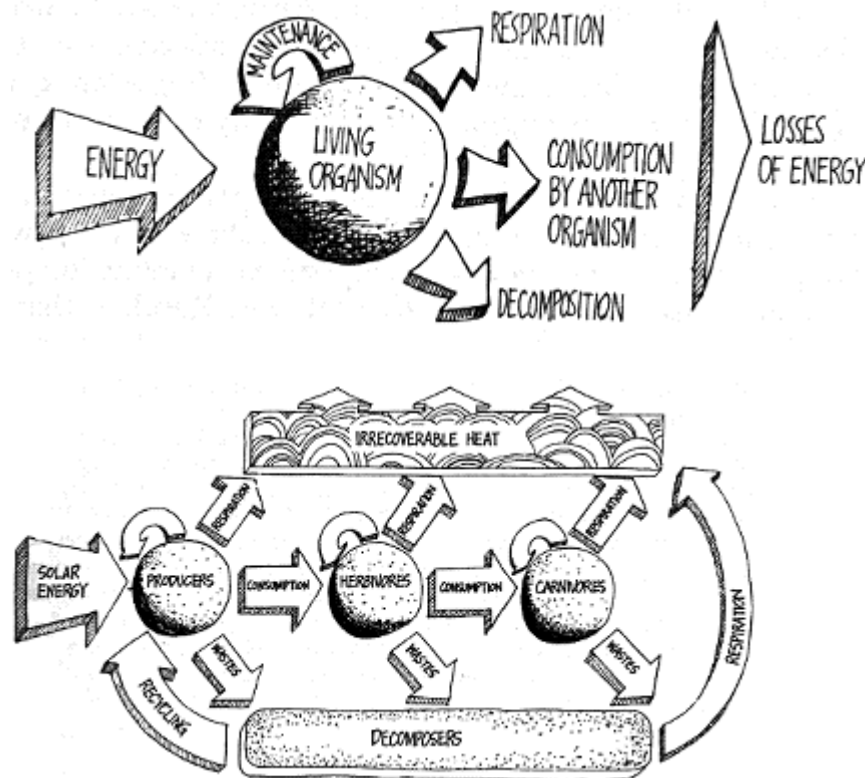 MAINTENANCE
RESPIRATION
ENERGY
LIVING
ORGANISM
CONSUMPTION
BY ANOTHER
ORGANISM
LOSSES
OF ENERGY
DECOMPOSITION
IRRECOVERABLE HEAT
RESPIRATION
RESPIRATION
RESPIRATION
SOLAR
ENERGY
PRODUCERS
CONSUMPTION
HERBIVORES
CONSUMPTION
CARNIVORES
RESPIRATION
WASTES
WASTES
WASTES
RECYCLING
DECOMPOSERS